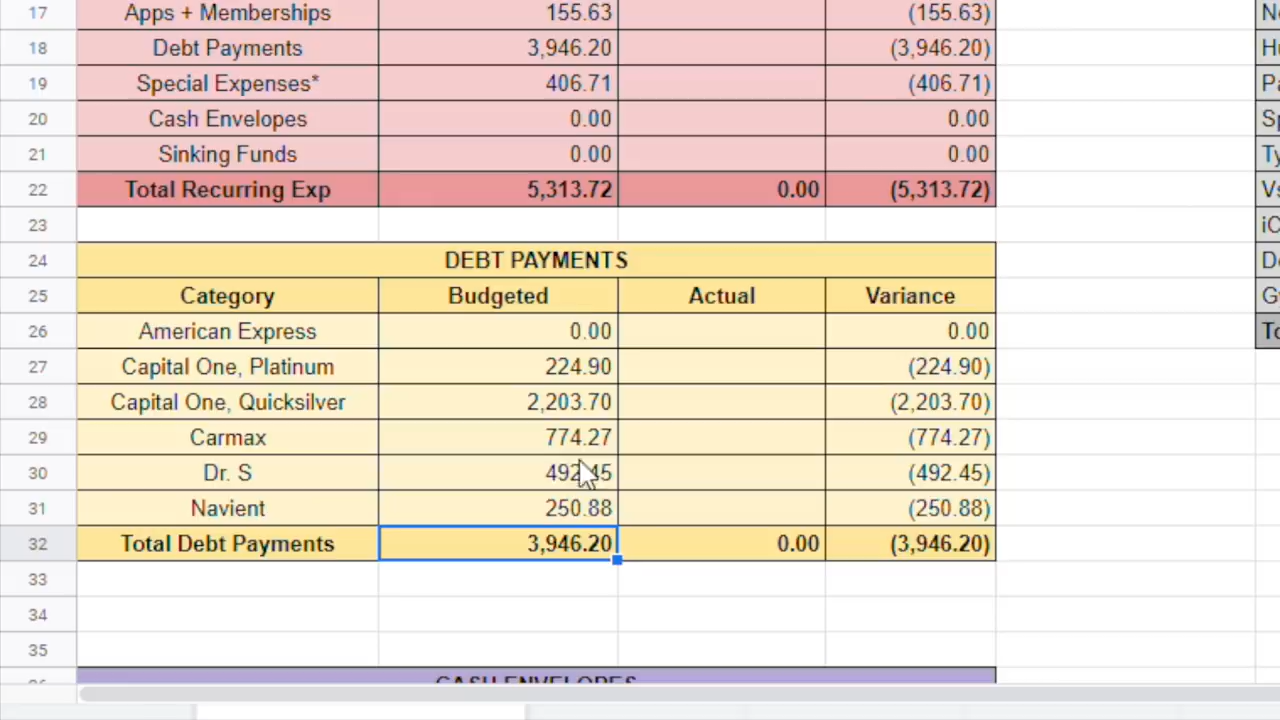 17 Apps + Memberships 155.63 (155.63)
18 Debt Payments 3,946.20 (3,946.20)
19 Special Expenses* 406.71 (406.71)
20 Cash Envelopes 0.00 0.00
21 Sinking Funds 0.00 0.00
22 Total Recurring Exp 5,313.72 0.00 (5,313.72)
23
24 DEBT PAYMENTS
25 Category Budgeted Actual Variance
26 American Express 0.00 0.00
27 Capital One, Platinum 224.90 (224.90)
28 Capital One, Quicksilver 2,203.70 (2,203.70)
29 Carmax 774.27 (774.27)
30 Dr. S 492.45 (492.45)
31 Navient 250.88 (250.88)
32 Total Debt Payments 3,946.20 0.00 (3,946.20)
33
34
35
CASH ENVELOPES